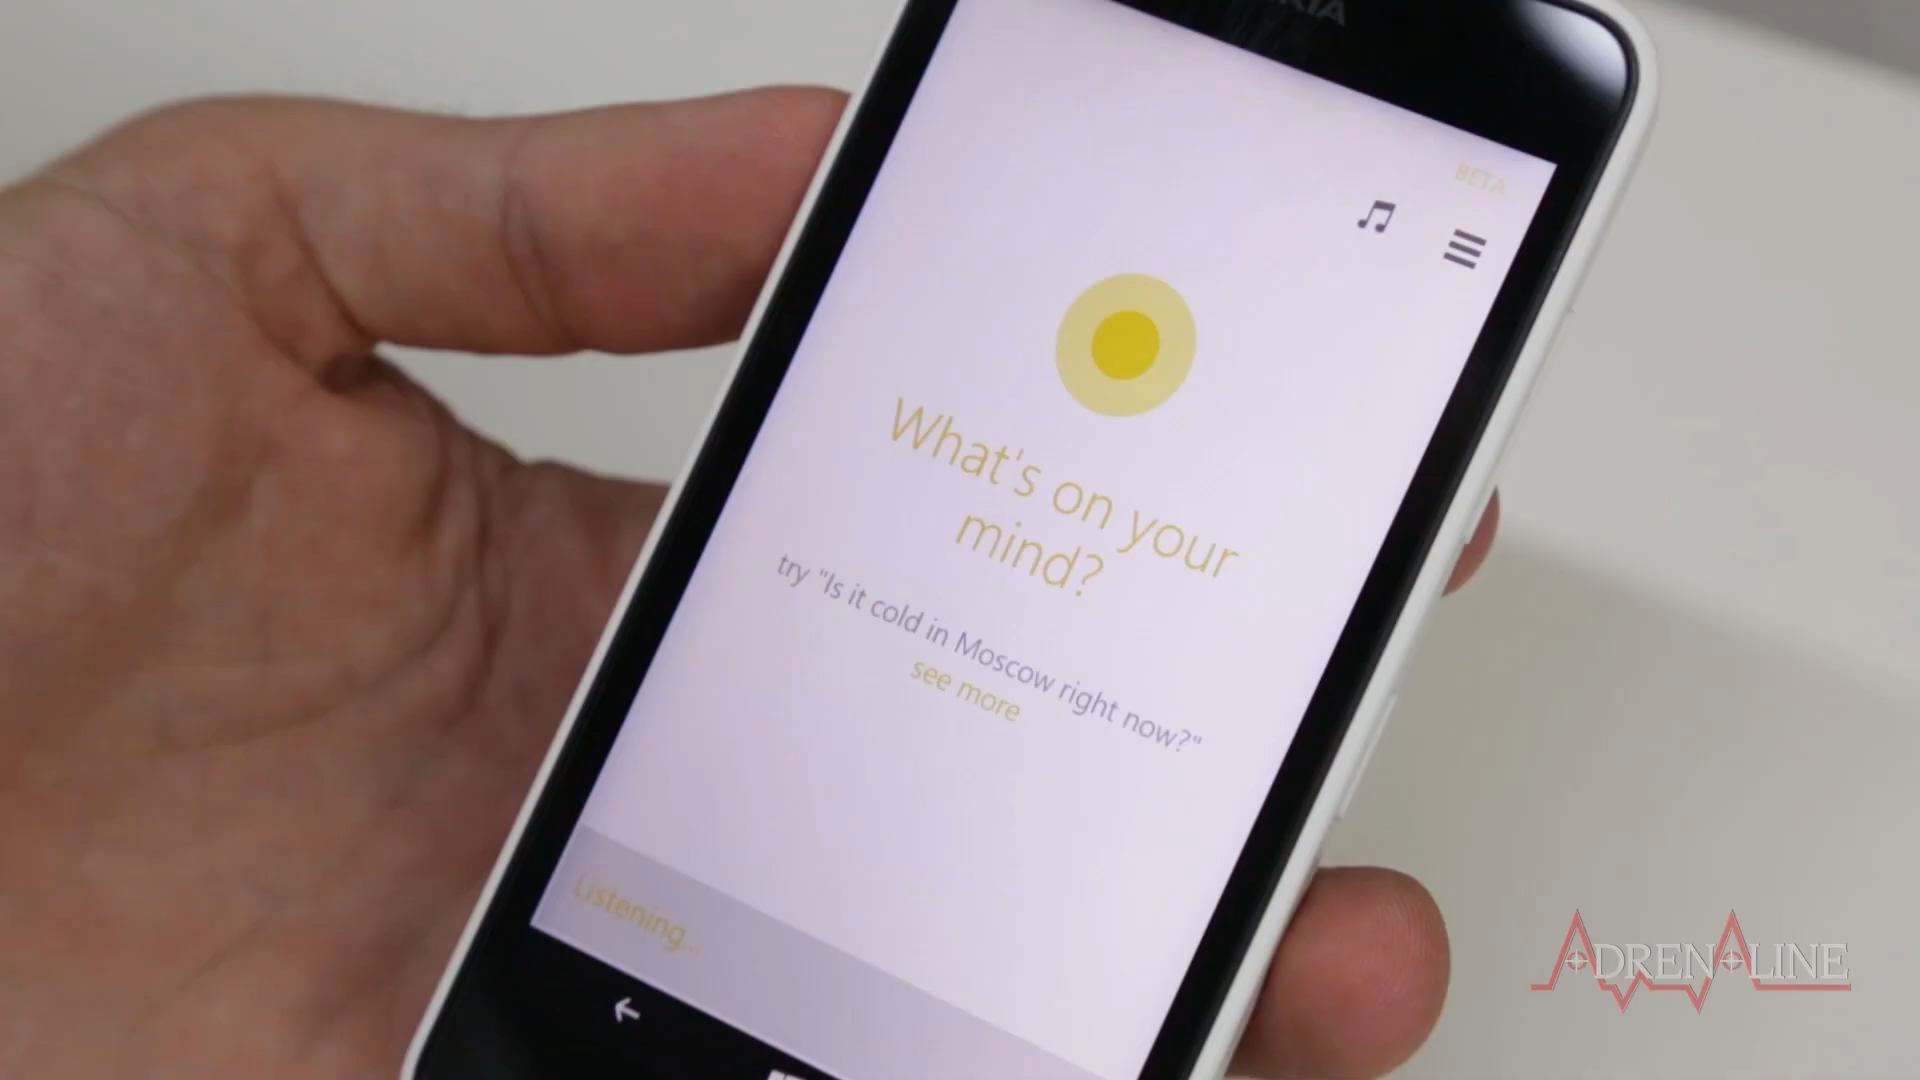 BETA
What's on your
mind?
try "Is it cold in Moscow right now?"
see more
Listening...
ADRENALINE